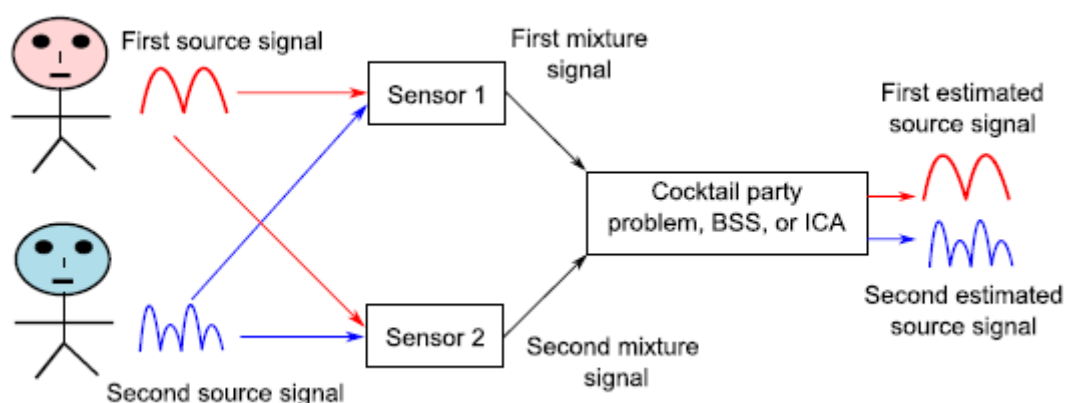 First source signal
First mixture
signal
Sensor 1
First estimated
source signal
Cocktail party
problem, BSS, or ICA
Sensor 2
Second mixture
signal
Second estimated
source signal
Second source signal